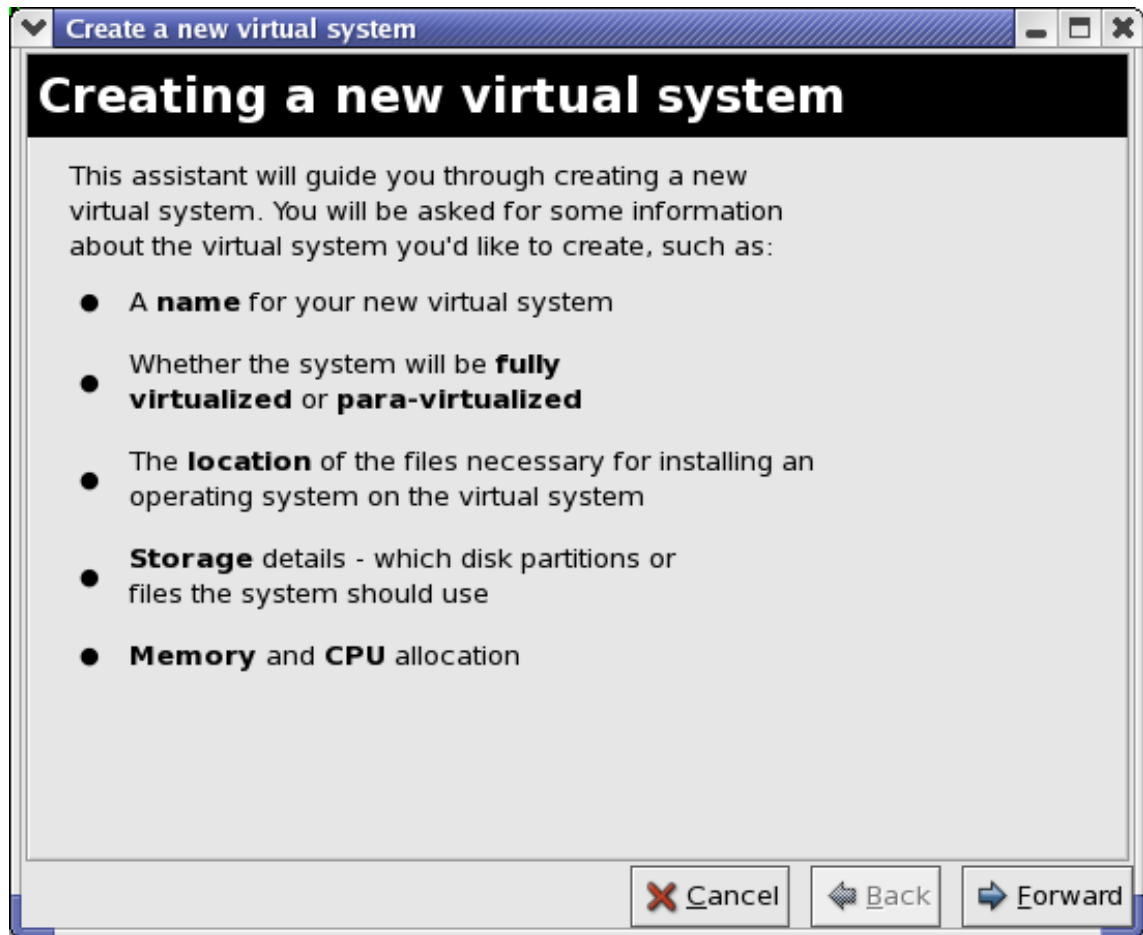 Create a new virtual system
Creating a new virtual system
This assistant will guide you through creating a new
virtual system. You will be asked for some information
about the virtual system you'd like to create, such as:
● A name for your new virtual system
● Whether the system will be fully
virtualized or para-virtualized
● The location of the files necessary for installing an
operating system on the virtual system
● Storage details - which disk partitions or
files the system should use
● Memory and CPU allocation
Cancel Back Forward